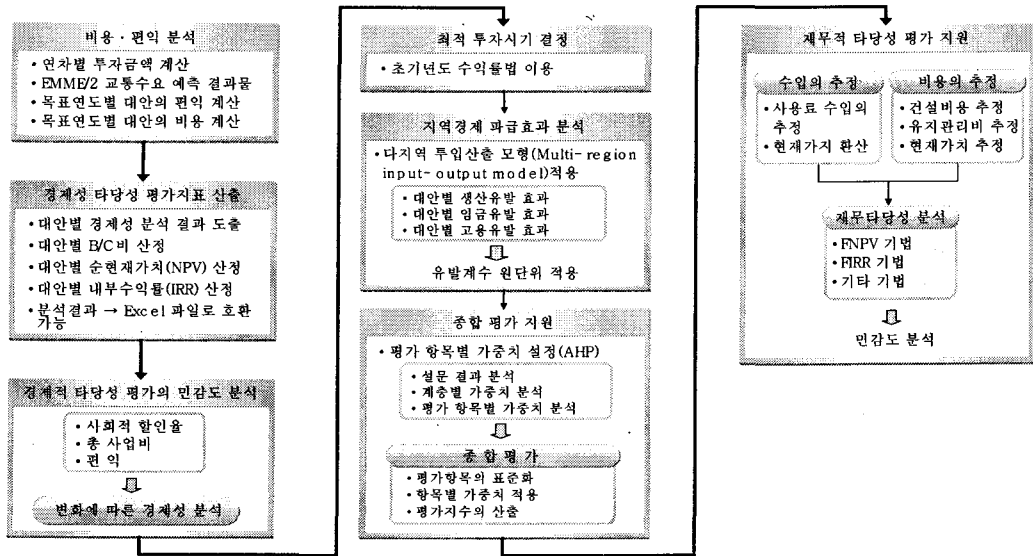 비용 · 편익 분석
• 연차별 투자금액 계산
• EMME/2 교통수요 예측 결과물
• 목표연도별 대안의 편익 계산
• 목표연도별 대안의 비용 계산
경제성 타당성 평가지표 산출
• 대안별 경제성 분석 결과 도출
• 대안별 B/C비 산정
• 대안별 순현재가치(NPV) 산정
• 대안별 내부수익률(IRR) 산정
• 분석결과 → Excel 파일로 호환
가능
경제적 타당성 평가의 민감도 분석
• 사회적 할인율
• 총 사업비
• 편 익
변화에 따른 경제성 분석
최적 투자시기 결정
• 초기년도 수익률법 이용
지역경제 파급효과 분석
• 다지역 투입산출 모형(Multi-region
input-output model)적용
• 대안별 생산유발 효과
• 대안별 임금유발 효과
• 대안별 고용유발 효과
유발계수 원단위 적용
종합 평가 지원
• 평가 항목별 가중치 설정(AHP)
• 설문 결과 분석
• 계층별 가중치 분석
• 평가 항목별 가중치 분석
종합 평가
• 평가항목의 표준화
• 항목별 가중치 적용
• 평가지수의 산출
재무적 타당성 평가 지원
수입의 추정
• 사용료 수입의
추정
• 현재가치 환산
비용의 추정
• 건설비용 추정
• 유지관리비 추정
• 현재가치 추정
재무타당성 분석
• FNPV 기법
• FIRR 기법
• 기타 기법
민감도 분석